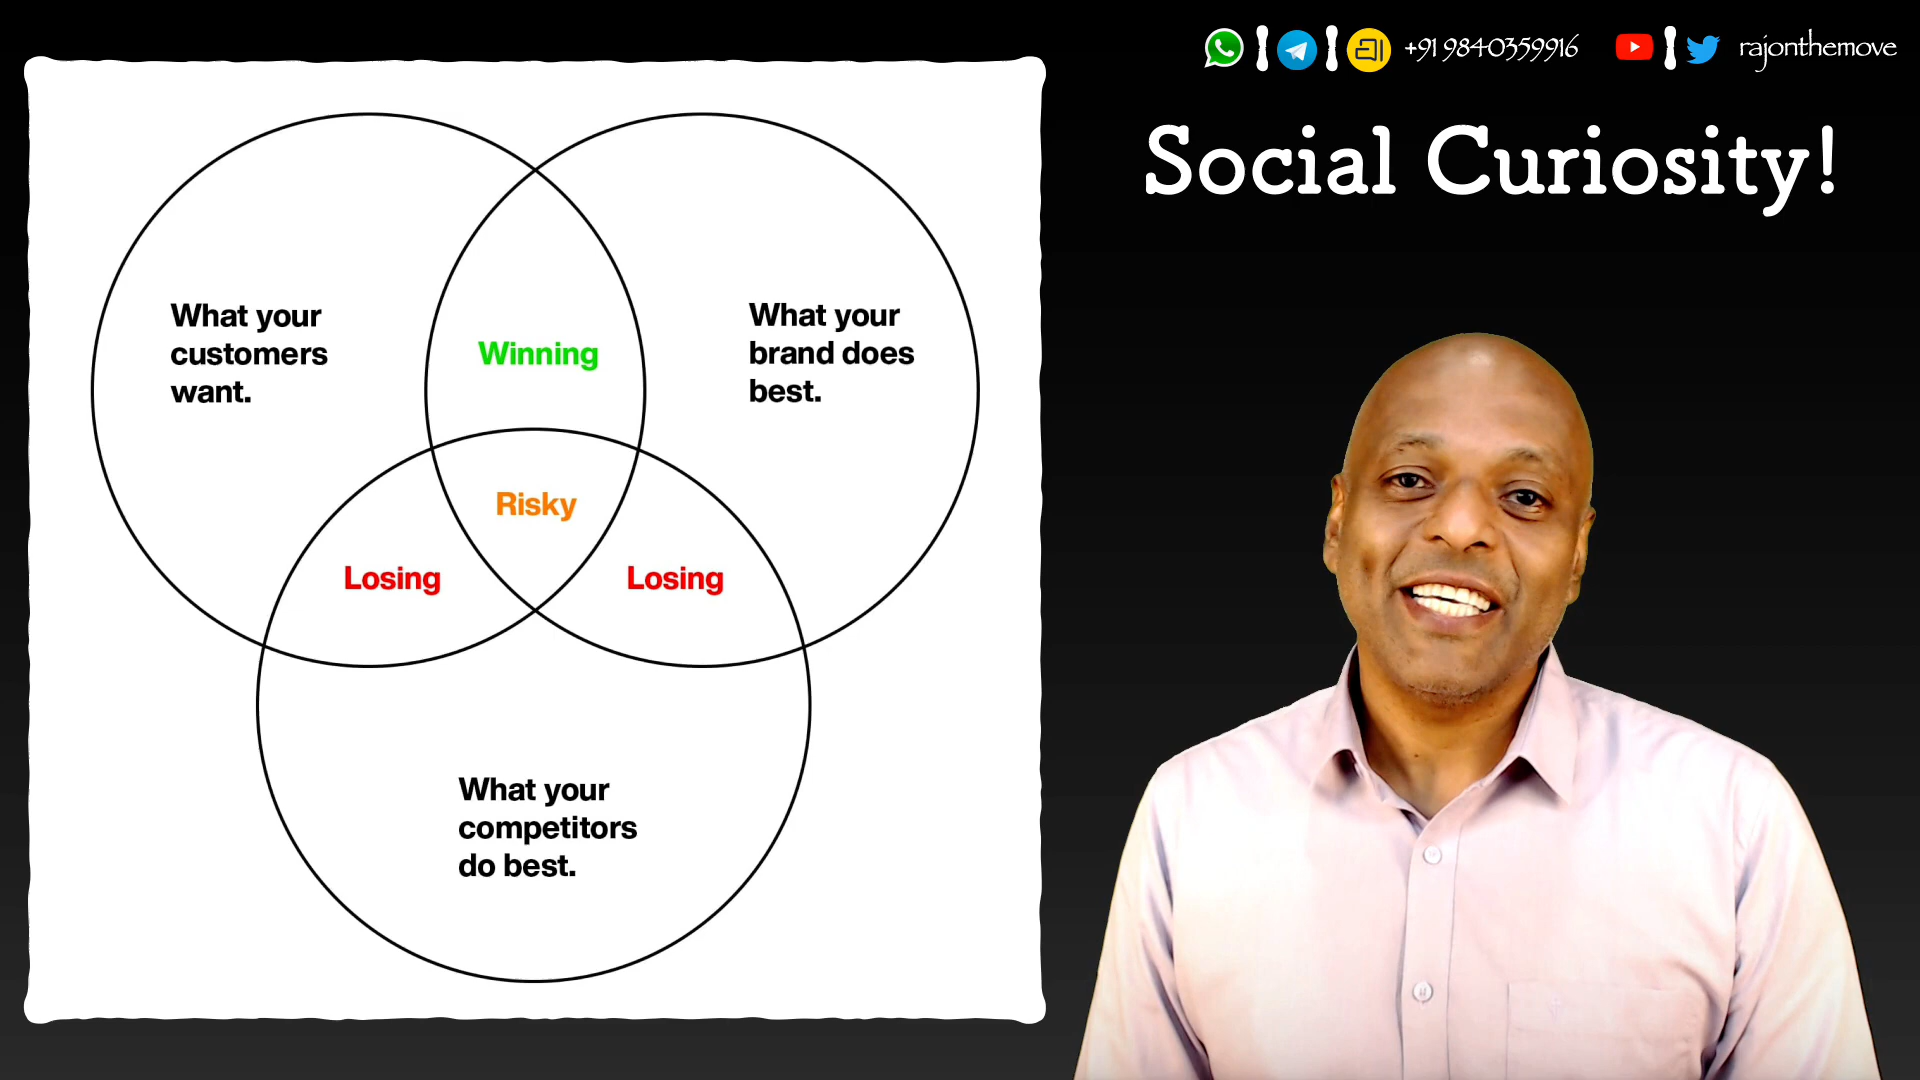 +91 9840359916 rajonthemove
Social Curiosity!
What your
customers
want.
Winning
What your
brand does
best.
Risky
Losing
Losing
What your
competitors
do best.